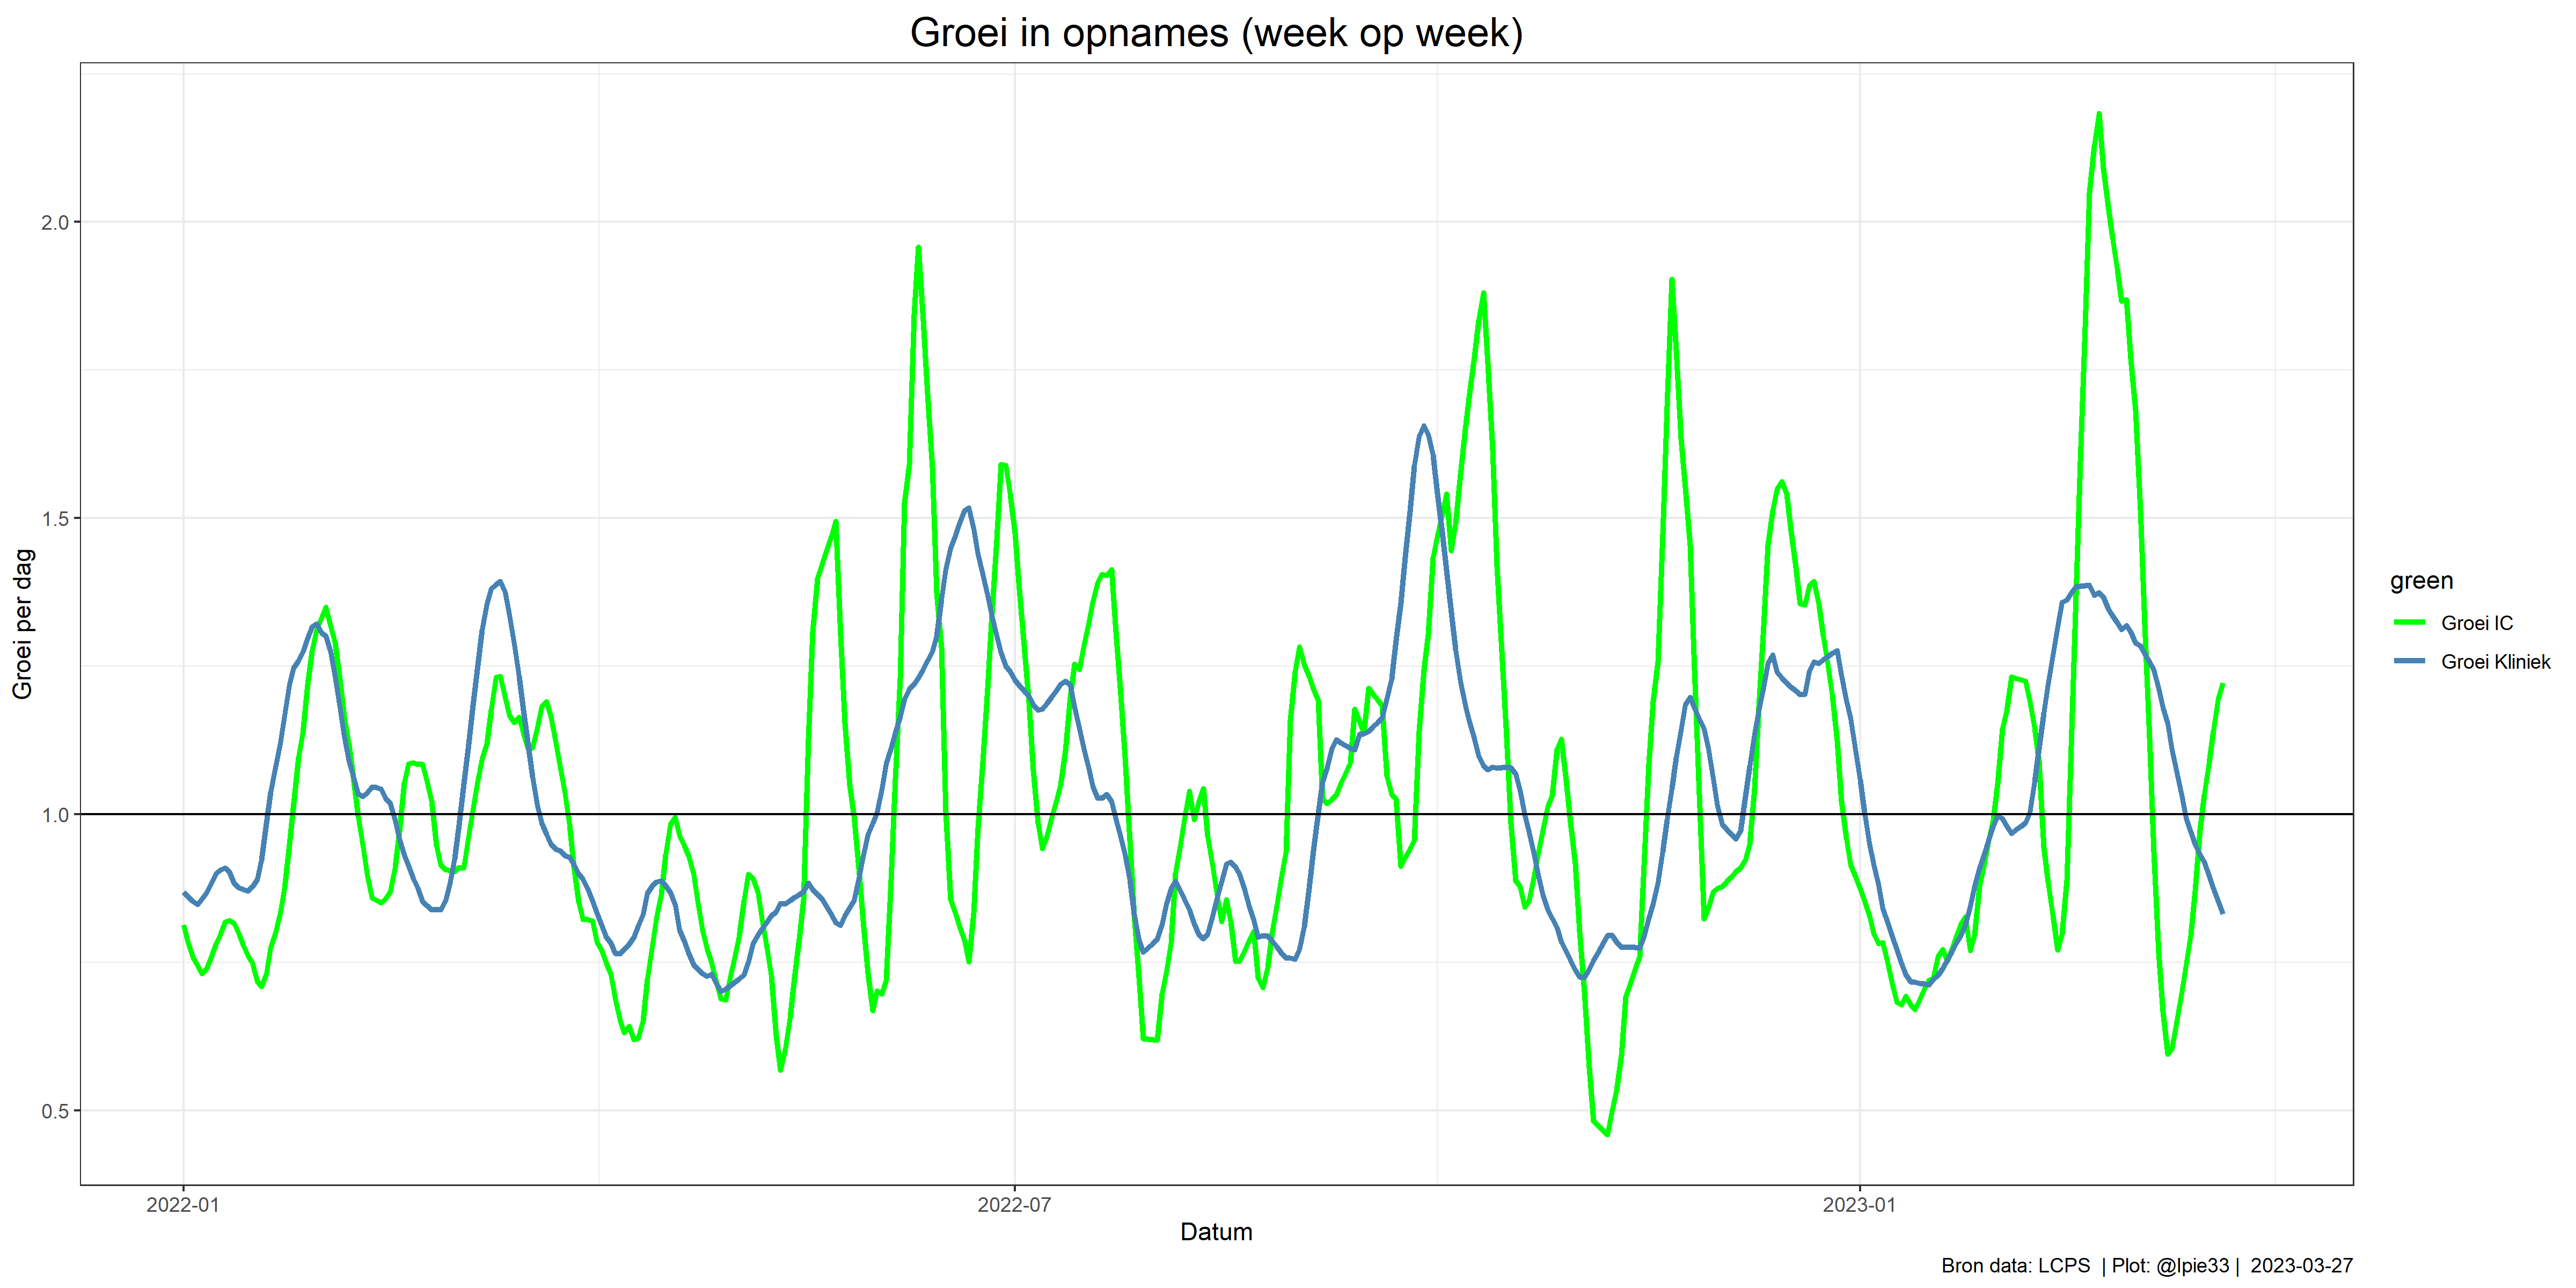 Groei in opnames (week op week)
Groei per dag
2.0
1.5
1.0
0.5
2022-01
2022-07
2023-01
Datum
green
Groei IC
Groei Kliniek
Bron data: LCPS | Plot: @lpie33 | 2023-03-27